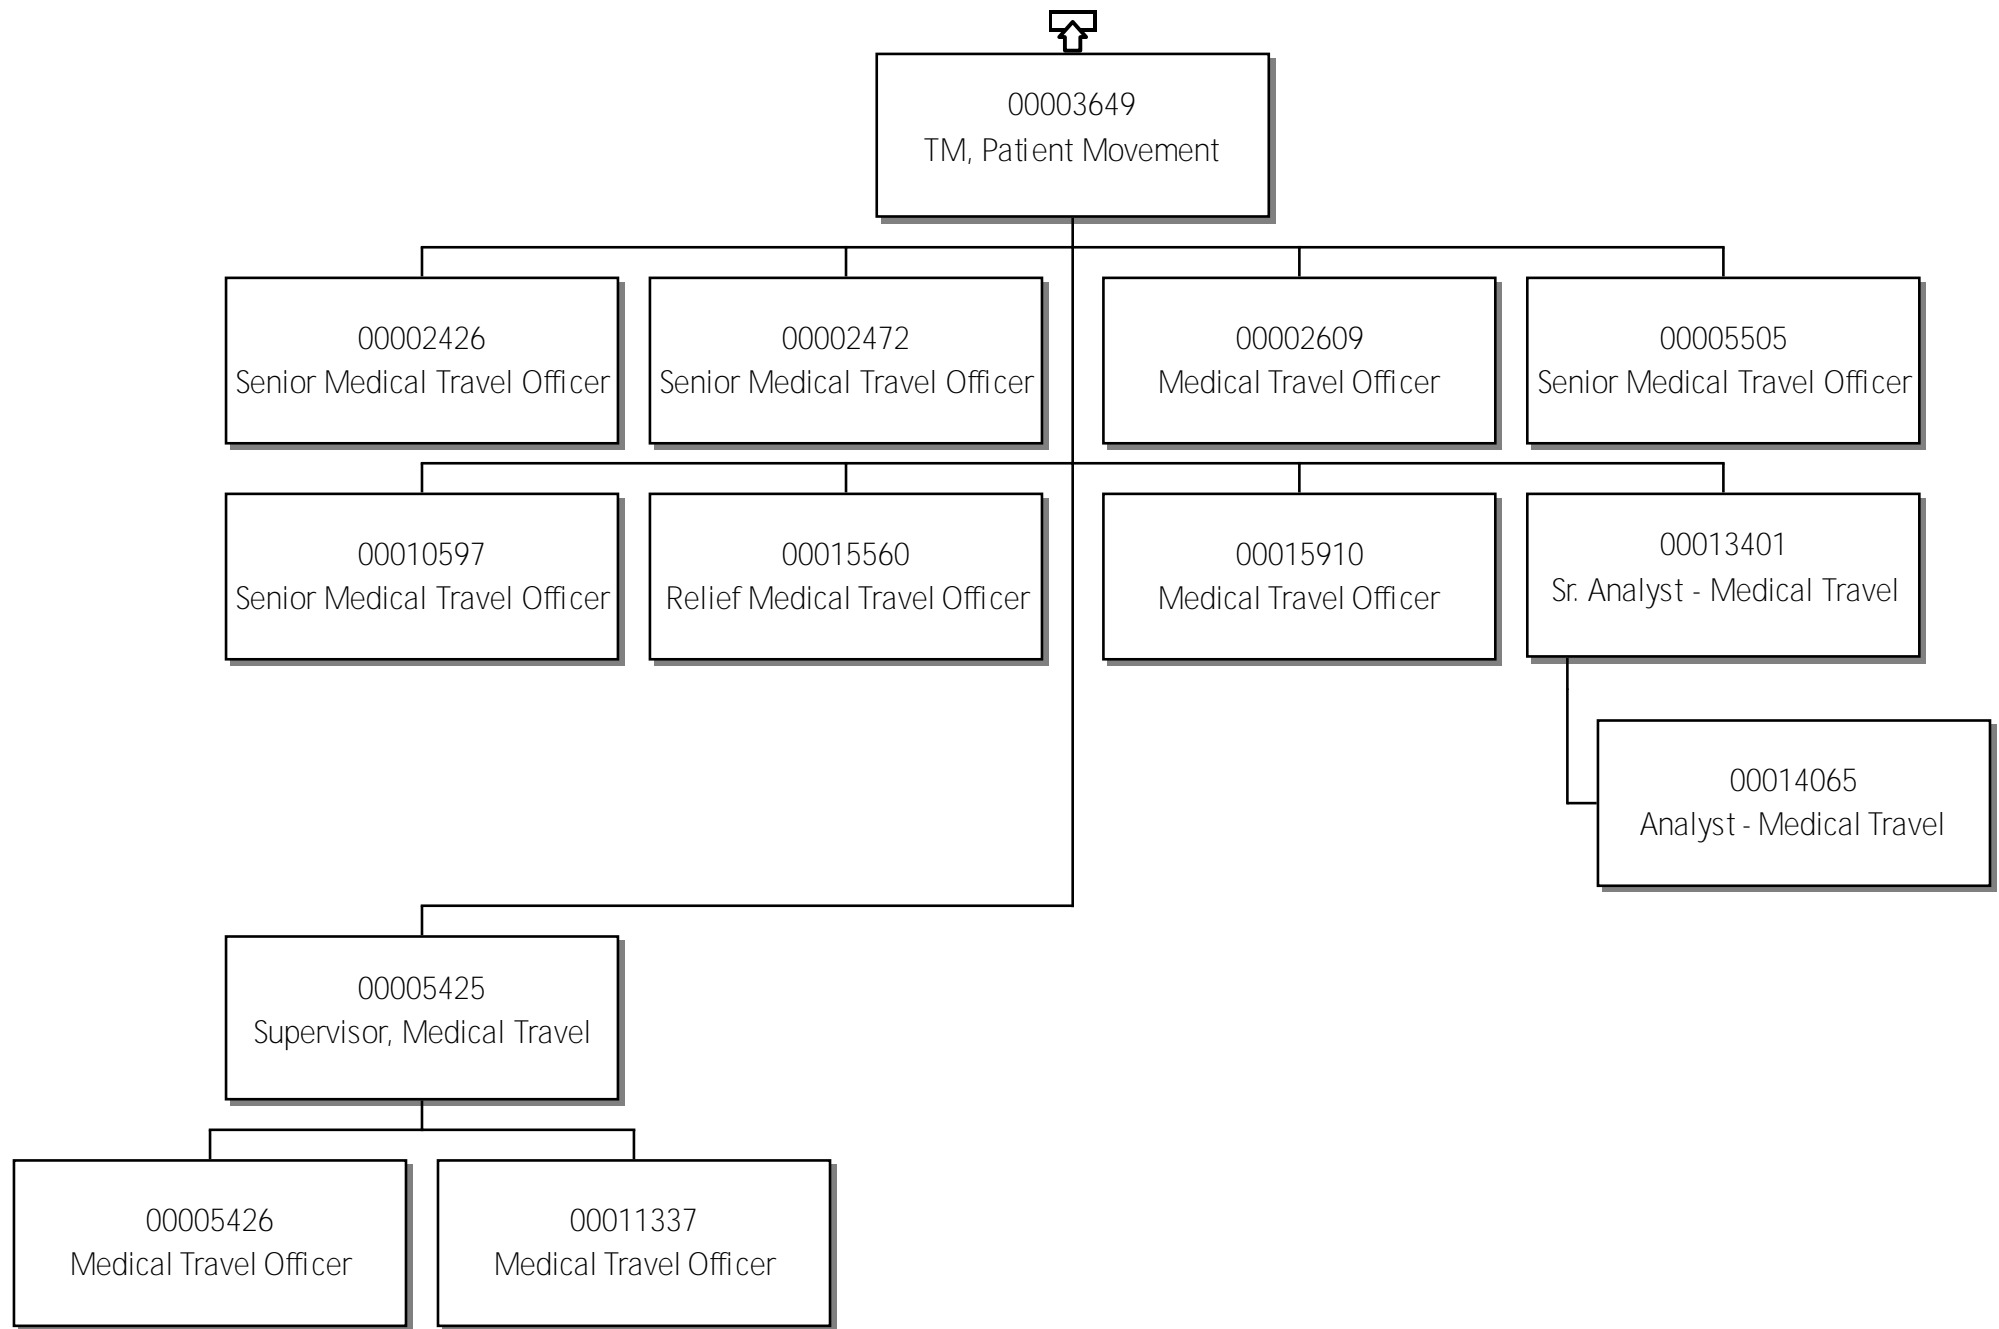 00003649
TM, Patient Movement
00002426
Senior Medical Travel Officer
00002472
Senior Medical Travel Officer
00002609
Medical Travel Officer
00005505
Senior Medical Travel Officer
00010597
Senior Medical Travel Officer
00015560
Relief Medical Travel Officer
00015910
Medical Travel Officer
00013401
Sr. Analyst - Medical Travel
00014065
Analyst - Medical Travel
00005425
Supervisor, Medical Travel
00005426
Medical Travel Officer
00011337
Medical Travel Officer